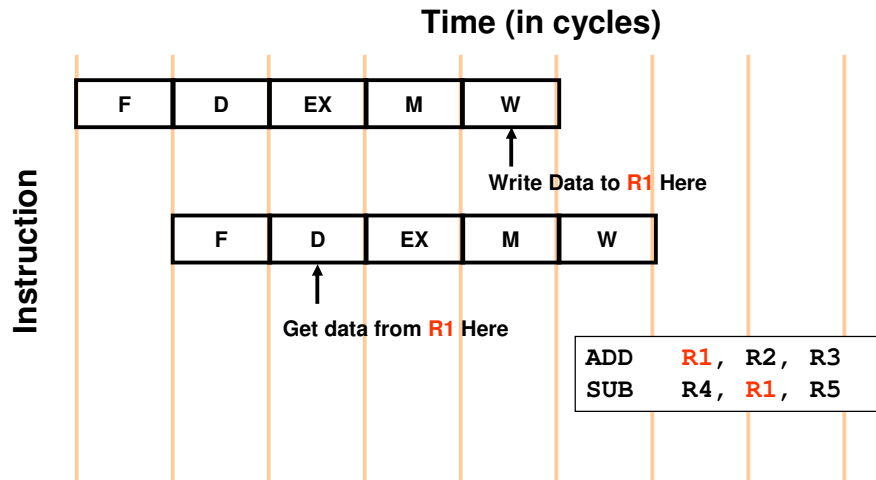 Time (in cycles)
Instruction
F D EX M W
Write Data to R1 Here
F D EX M W
Get data from R1 Here
ADD R1, R2, R3
SUB R4, R1, R5